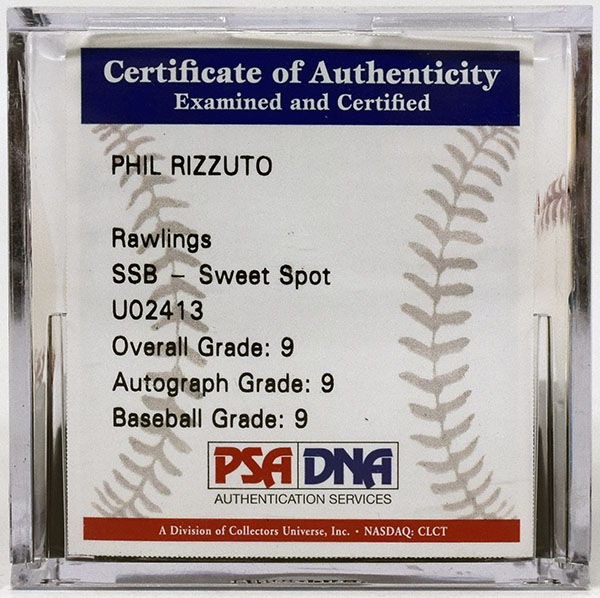 Certificate of Authenticity
Examined and Certified
PHIL RIZZUTO
Rawlings
SSB – Sweet Spot
U02413
Overall Grade: 9
Autograph Grade: 9
Baseball Grade: 9
PSA DNA
AUTHENTICATION SERVICES
A Division of Collectors Universe, Inc. • NASDAQ: CLCT